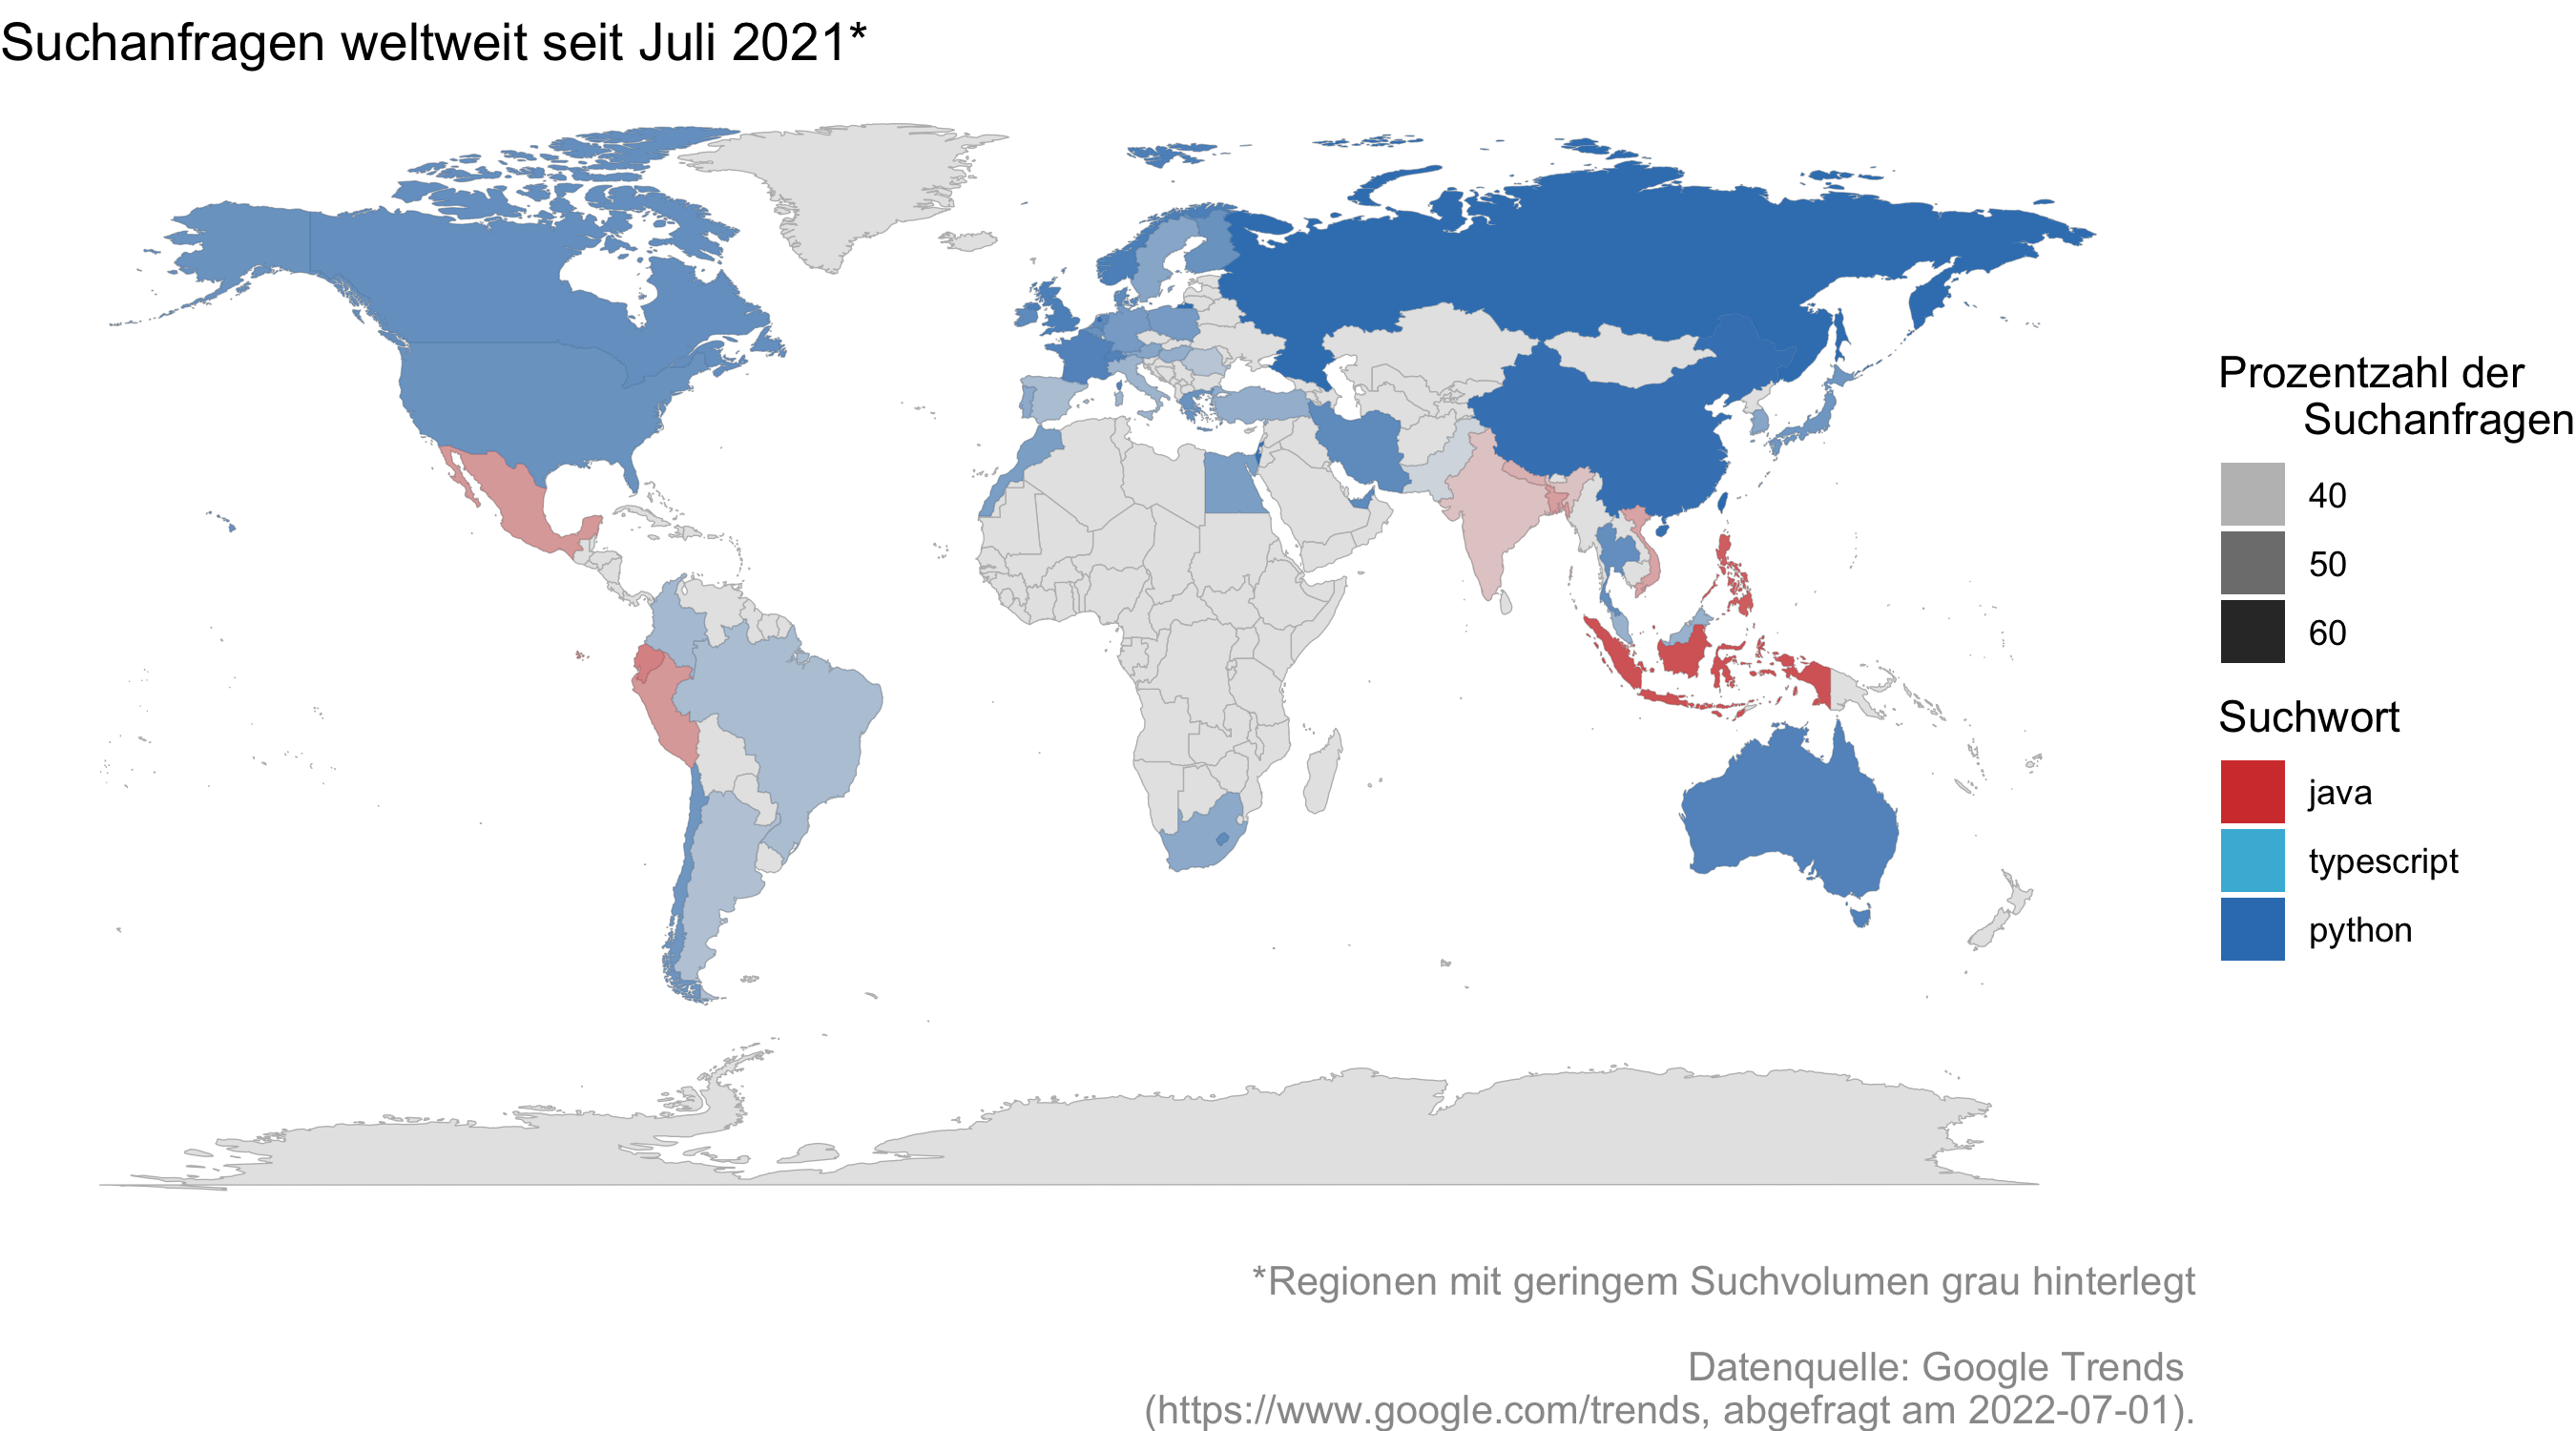 Suchanfragen weltweit seit Juli 2021*
Prozentzahl der
Suchanfragen
40
50
60
Suchwort
java
typescript
python
*Regionen mit geringem Suchvolumen grau hinterlegt
Datenquelle: Google Trends
(https://www.google.com/trends, abgefragt am 2022-07-01).